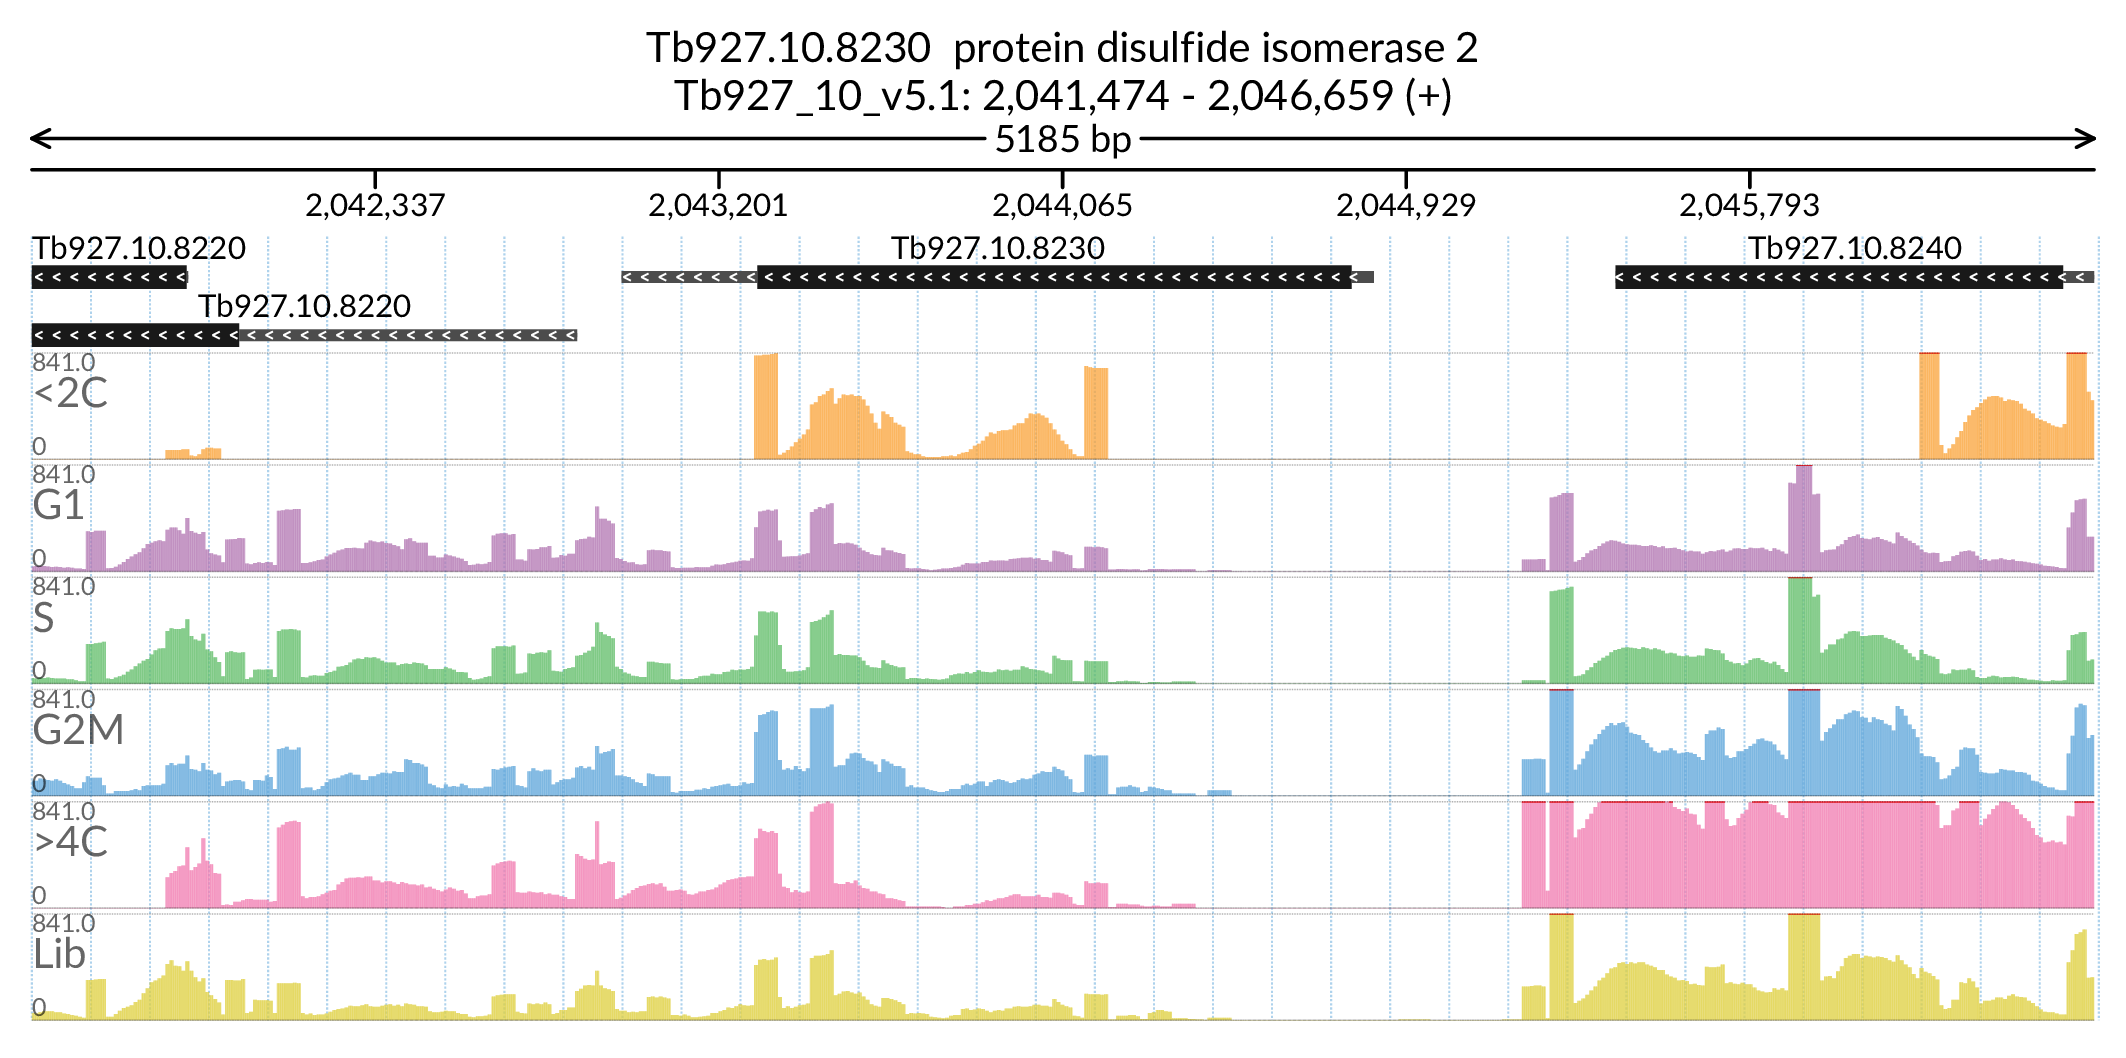 Tb927.10.8230  protein disulfide isomerase 2
Tb927_10_v5.1: 2,041,474 - 2,046,659 (+)
5185 bp
2,042,337 2,043,201 2,044,065 2,044,929 2,045,793
Tb927.10.8220 Tb927.10.8230 Tb927.10.8240
Tb927.10.8220
841.0
<2C
0
841.0
G1
0
841.0
S
0
841.0
G2M
0
841.0
>4C
0
841.0
Lib
0